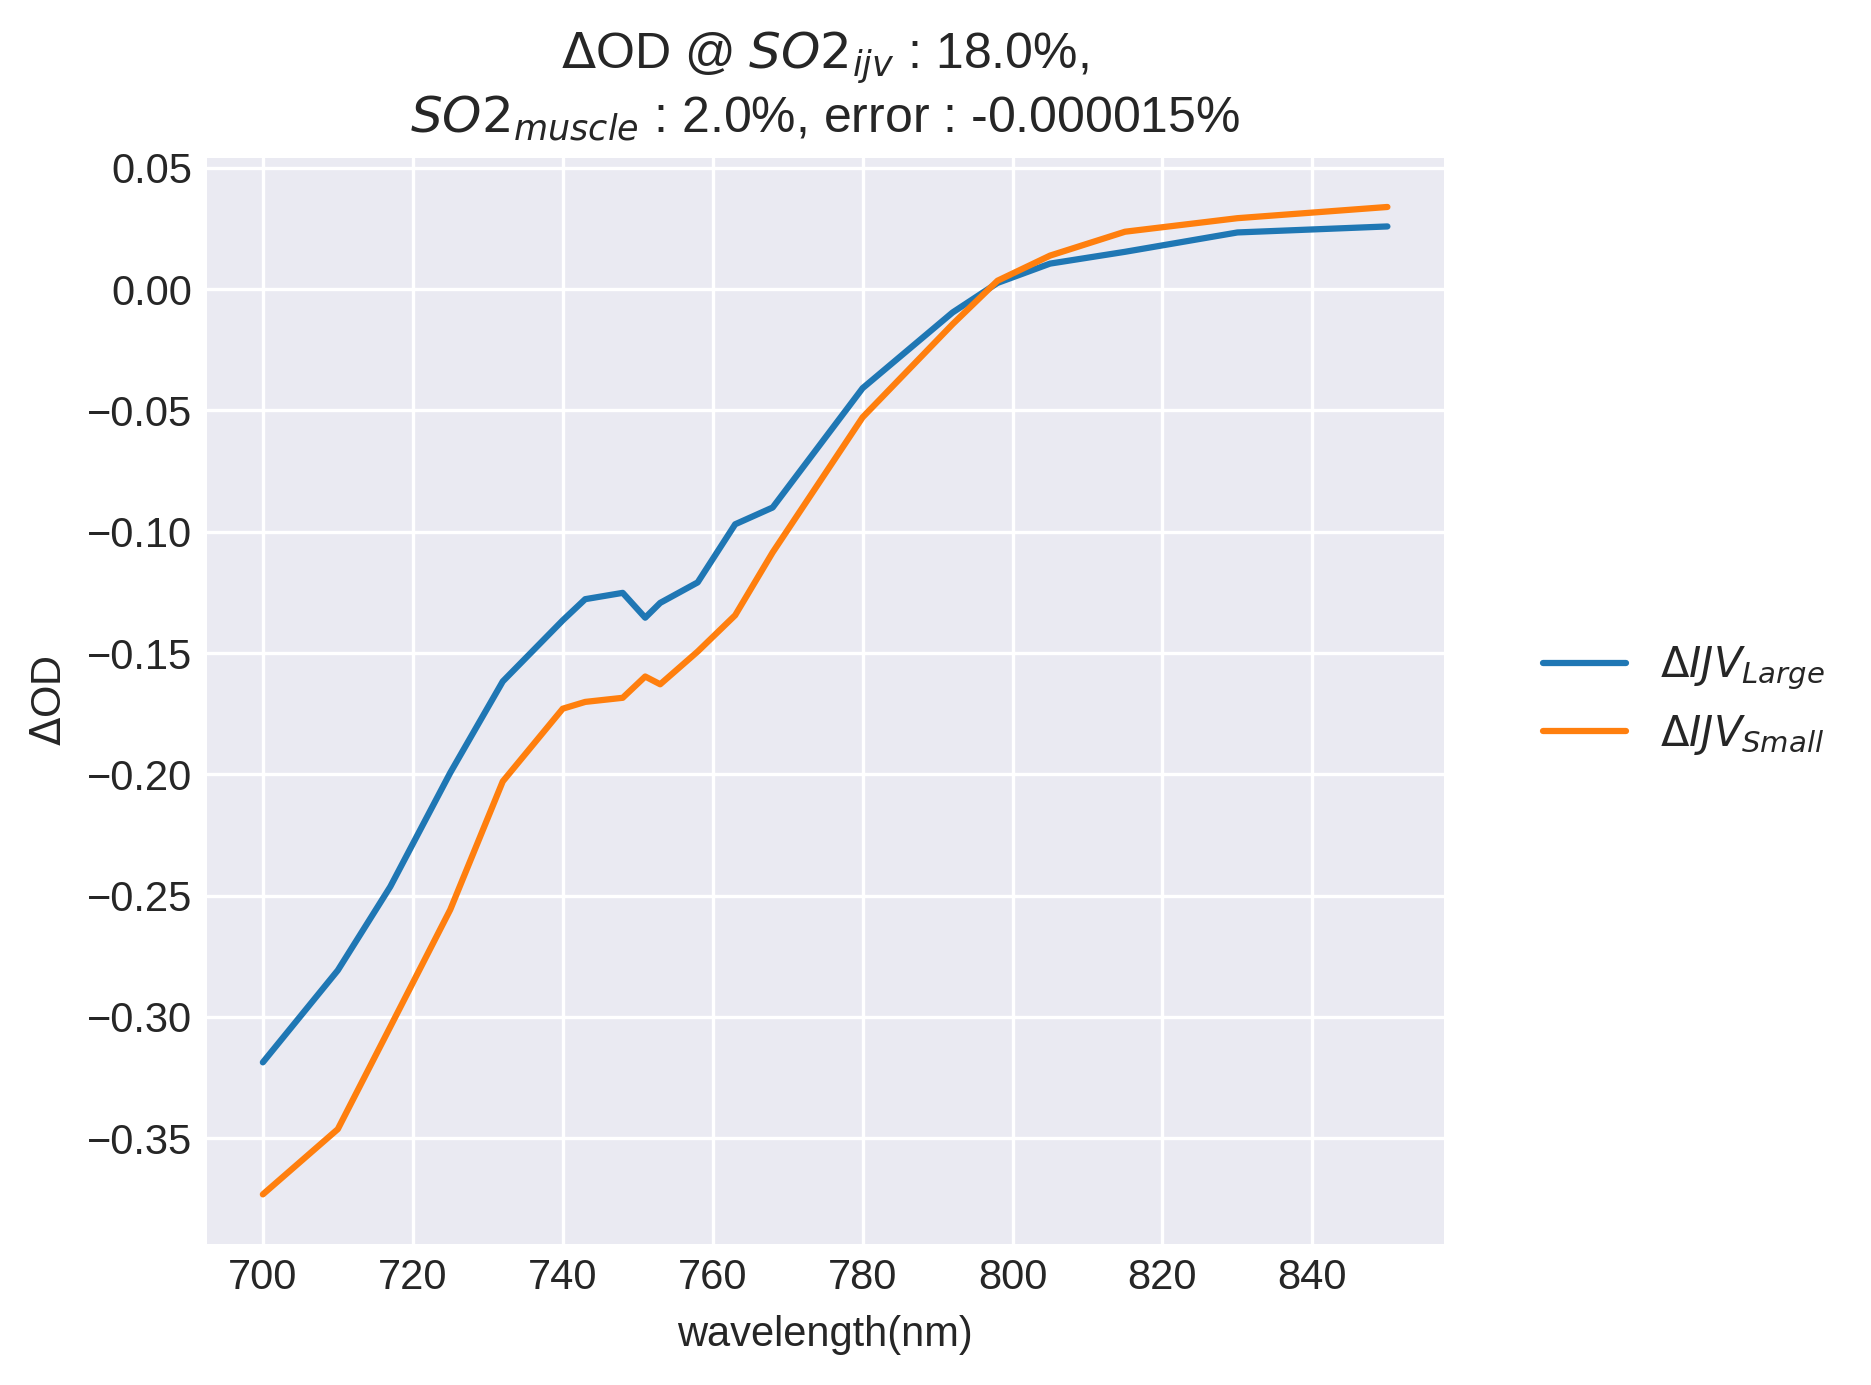 ΔOD @ SO2ijv : 18.0%,
SO2muscle : 2.0%, error : -0.000015%
0.05
0.00
−0.05
−0.10
−0.15
−0.20
−0.25
−0.30
−0.35
ΔOD
700 720 740 760 780 800 820 840
wavelength(nm)
ΔIJVLarge
ΔIJVSmall